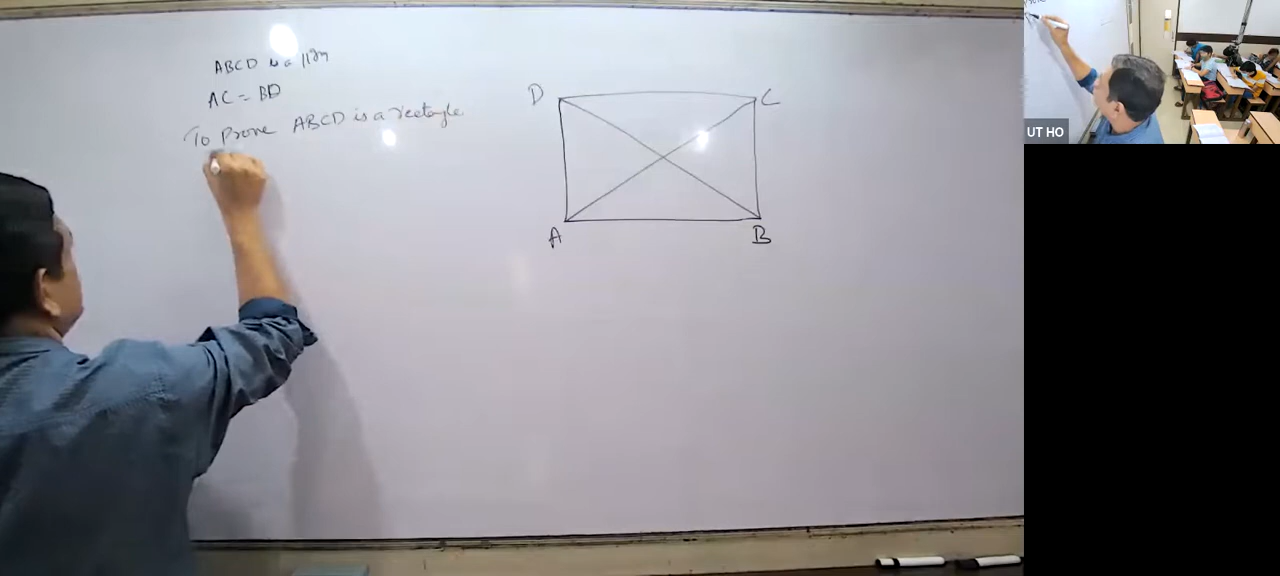 ABCD is a ||gm
AC = BD
To prove ABCD is a rectangle
D
C
A
B
UT HO